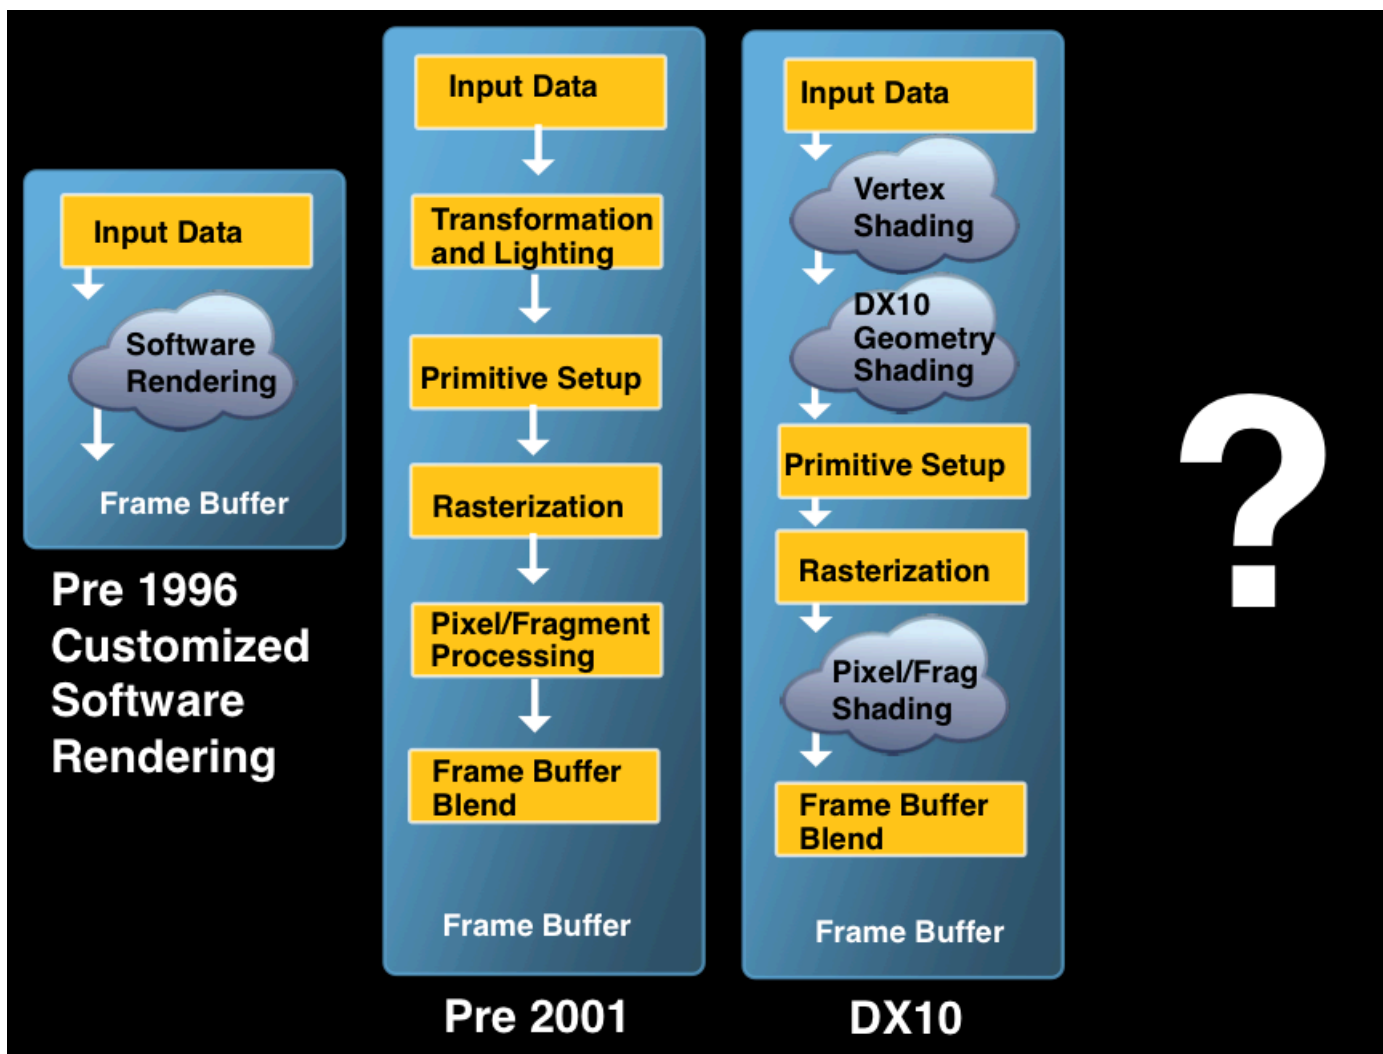 Input Data
Software
Rendering
Frame Buffer
Pre 1996
Customized
Software
Rendering
Input Data
Transformation
and Lighting
Primitive Setup
Rasterization
Pixel/Fragment
Processing
Frame Buffer
Blend
Frame Buffer
Pre 2001
Input Data
Vertex
Shading
DX10
Geometry
Shading
Primitive Setup
Rasterization
Pixel/Frag
Shading
Frame Buffer
Blend
Frame Buffer
DX10
?